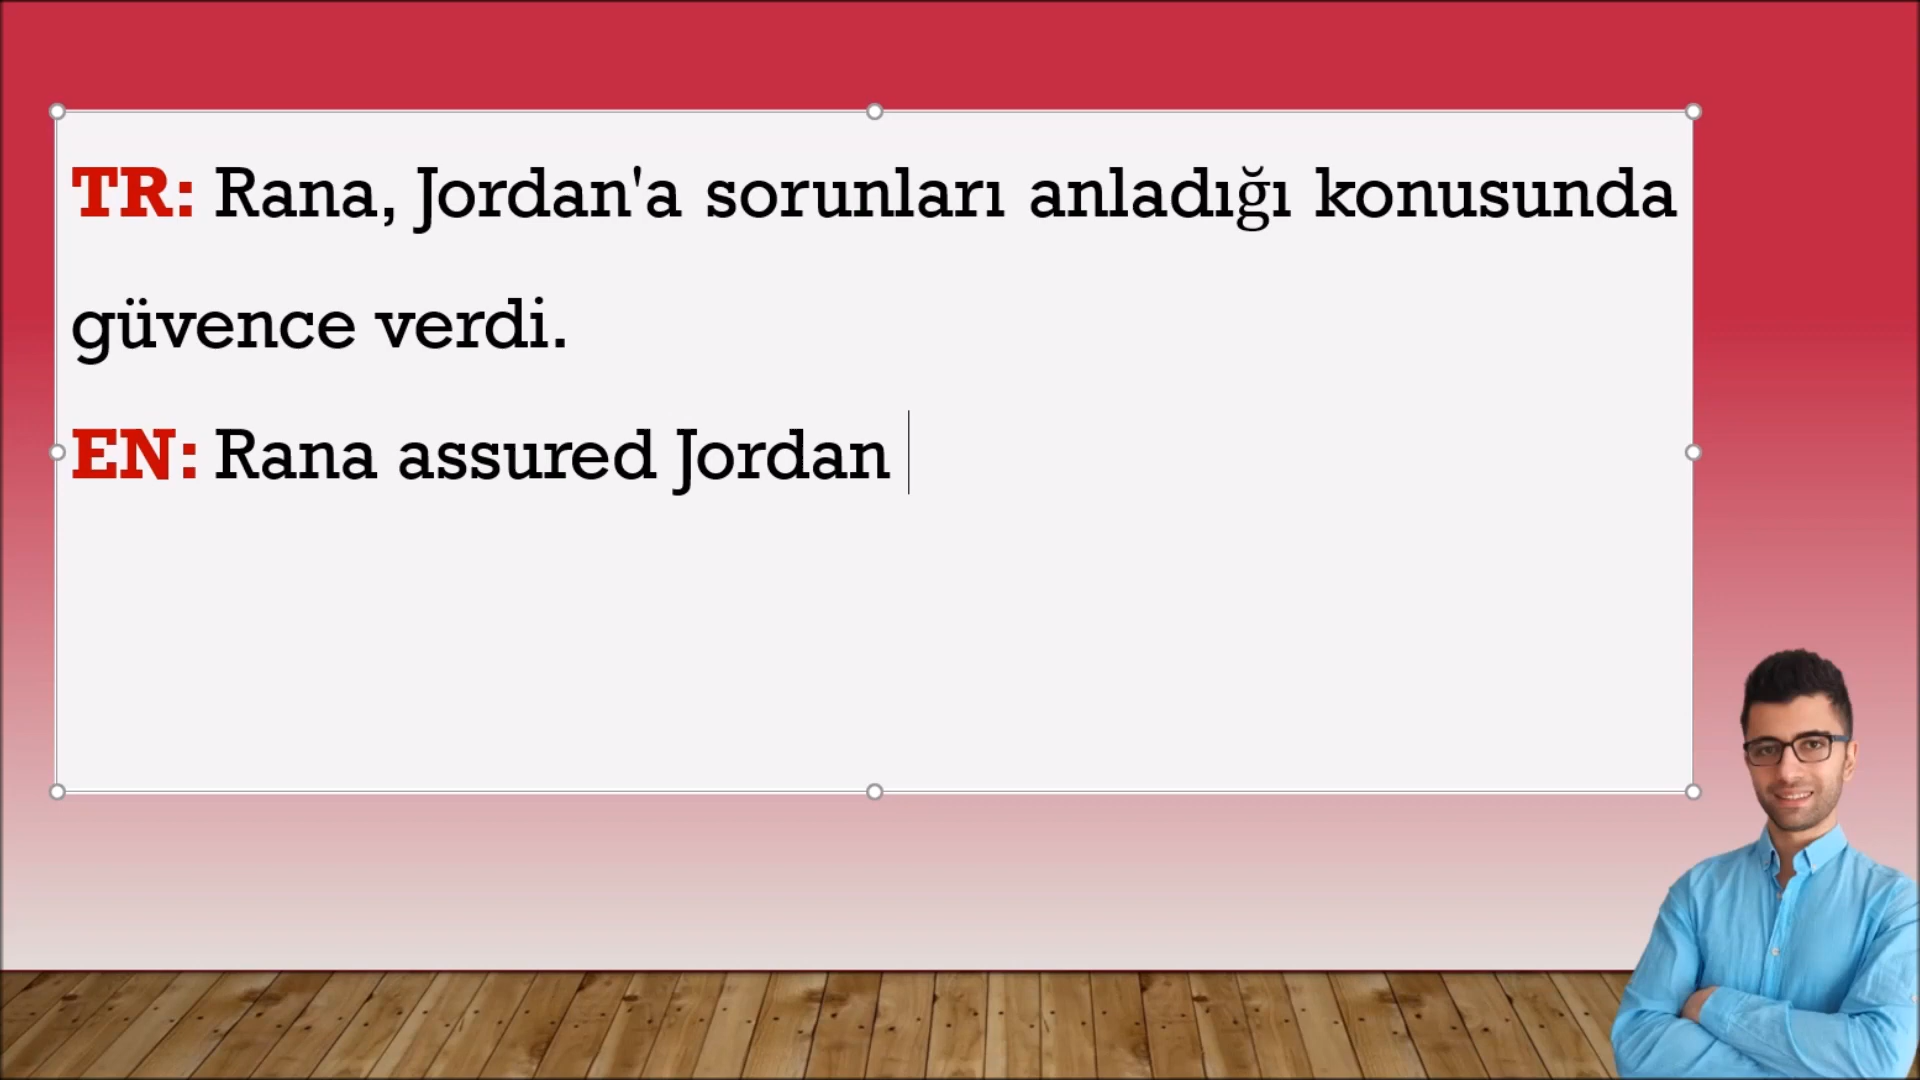 TR: Rana, Jordan'a sorunları anladığı konusunda
güvence verdi.
EN: Rana assured Jordan